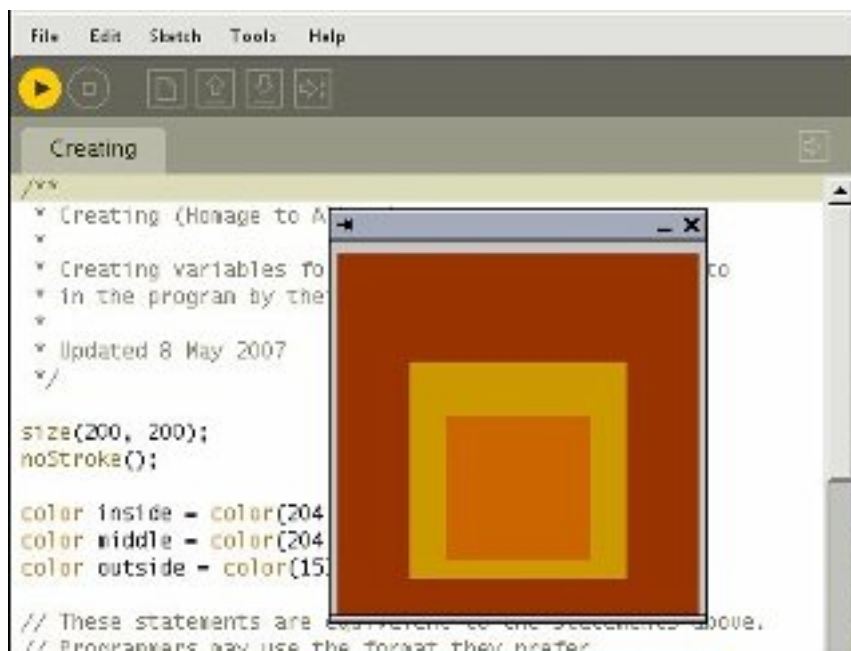 File Edit Sketch Tools Help
Creating
/**
* Creating (Homage to A
*
* Creating variables fo to
* in the program by the
*
* Updated 8 May 2007
*/
size(200, 200);
noStroke();
color inside = color(204
color middle = color(204
color outside = color(15
// These statements are equivalent to the statements above.
// Programmers may use the format they prefer